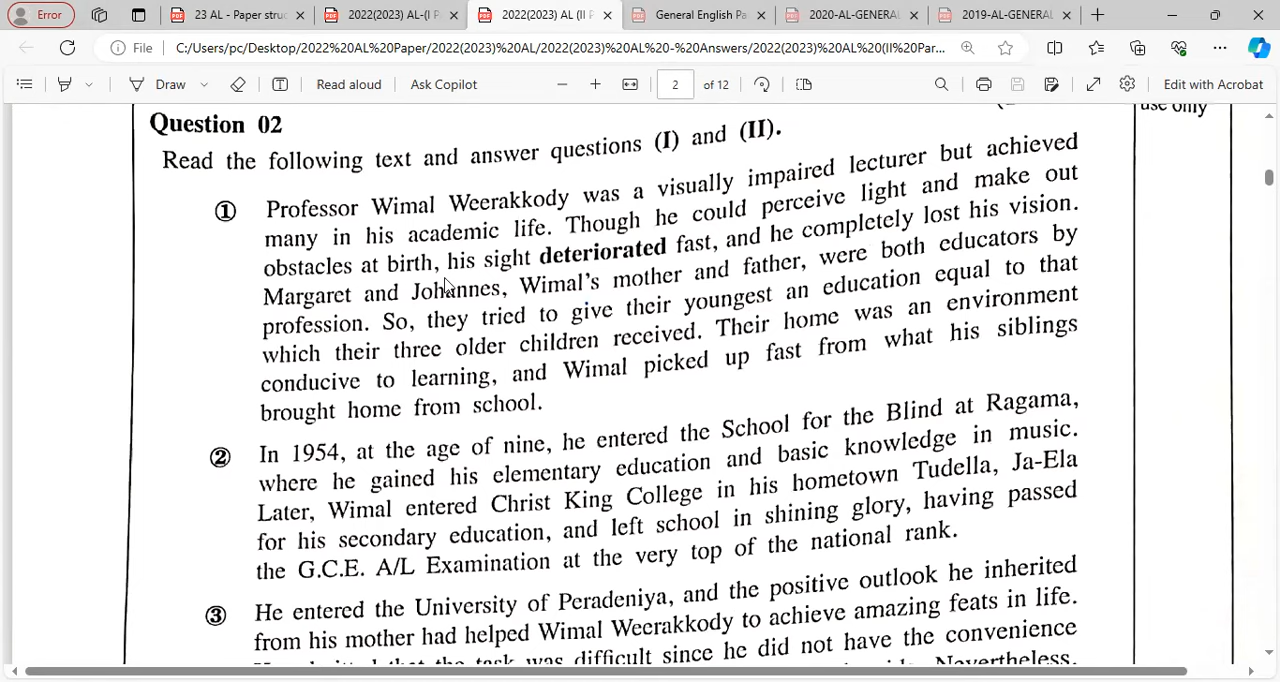 Error
23 AL - Paper struc
2022(2023) AL-(I P
2022(2023) AL (II P
General English Pa
2020-AL-GENERAL
2019-AL-GENERAL
File
C:/Users/pc/Desktop/2022%20AL%20Paper/2022(2023)%20AL/2022(2023)%20AL%20-%20Answers/2022(2023)%20AL%20(II%20Par...
Draw
Read aloud
Ask Copilot
2 of 12
Edit with Acrobat
use only
Question 02
Read the following text and answer questions (I) and (II).
① Professor Wimal Weerakkody was a visually impaired lecturer but achieved
many in his academic life. Though he could perceive light and make out
obstacles at birth, his sight deteriorated fast, and he completely lost his vision.
Margaret and Johannes, Wimal's mother and father, were both educators by
profession. So, they tried to give their youngest an education equal to that
which their three older children received. Their home was an environment
conducive to learning, and Wimal picked up fast from what his siblings
brought home from school.
② In 1954, at the age of nine, he entered the School for the Blind at Ragama,
where he gained his elementary education and basic knowledge in music.
Later, Wimal entered Christ King College in his hometown Tudella, Ja-Ela
for his secondary education, and left school in shining glory, having passed
the G.C.E. A/L Examination at the very top of the national rank.
③ He entered the University of Peradeniya, and the positive outlook he inherited
from his mother had helped Wimal Weerakkody to achieve amazing feats in life.
that the task was difficult since he did not have the convenience
Nevertheless,